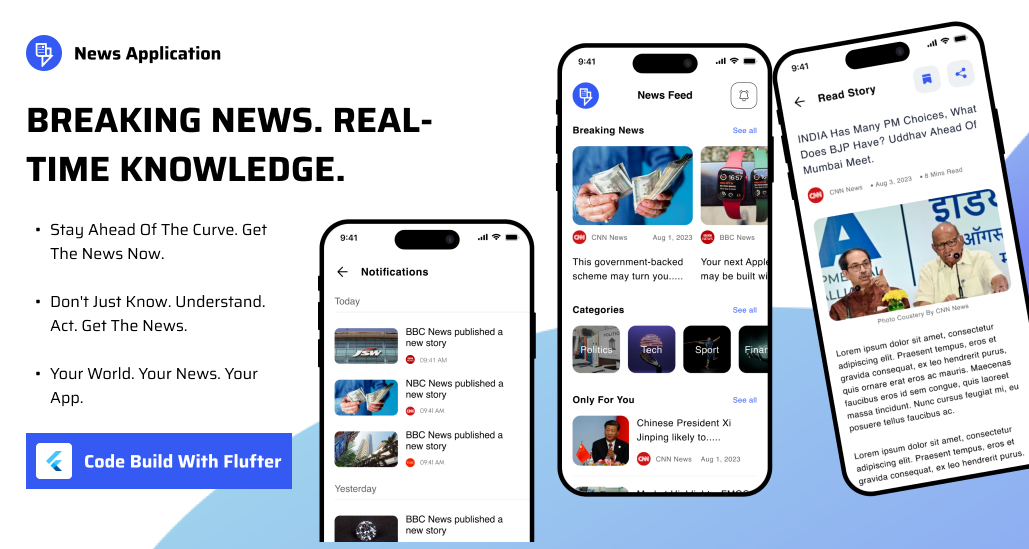 News Application
BREAKING NEWS. REAL-
TIME KNOWLEDGE.
• Stay Ahead Of The Curve. Get
The News Now.
• Don't Just Know. Understand.
Act. Get The News.
• Your World. Your News. Your
App.
Code Build With Flufter
9:41
Notifications
Today
BBC News published a
new story
09:41 AM
NBC News published a
new story
09:41 AM
BBC News published a
new story
09:41 AM
Yesterday
BBC News published a
new story
JSW
9:41
News Feed
Breaking News
See all
16:57
CNN
CNN News
Aug 1, 2023
BBC News
This government-backed
scheme may turn you.....
Your next Apple
may be built wi
Categories
See all
Politics
Tech
Sport
Finan
Only For You
See all
Chinese President Xi
Jinping likely to.....
CNN
CNN News
Aug 1, 2023
9:41
Read Story
INDIA Has Many PM Choices, What
Does BJP Have? Uddhav Ahead Of
Mumbai Meet.
CNN
CNN News
• Aug 3, 2023
• 8 Mins Read
Photo Coustery By CNN News
Lorem ipsum dolor sit amet, consectetur
adipiscing elit. Praesent tempus, eros et
gravida consequat, ex leo hendrerit purus,
quis ornare erat eros ac mauris. Maecenas
faucibus eros id sem congue, quis laoreet
massa tincidunt. Nunc cursus feugiat mi, eu
posuere tellus faucibus ac.
Lorem ipsum dolor sit amet, consectetur
adipiscing elit. Praesent tempus, eros et
gravida consequat, ex leo hendrerit purus.